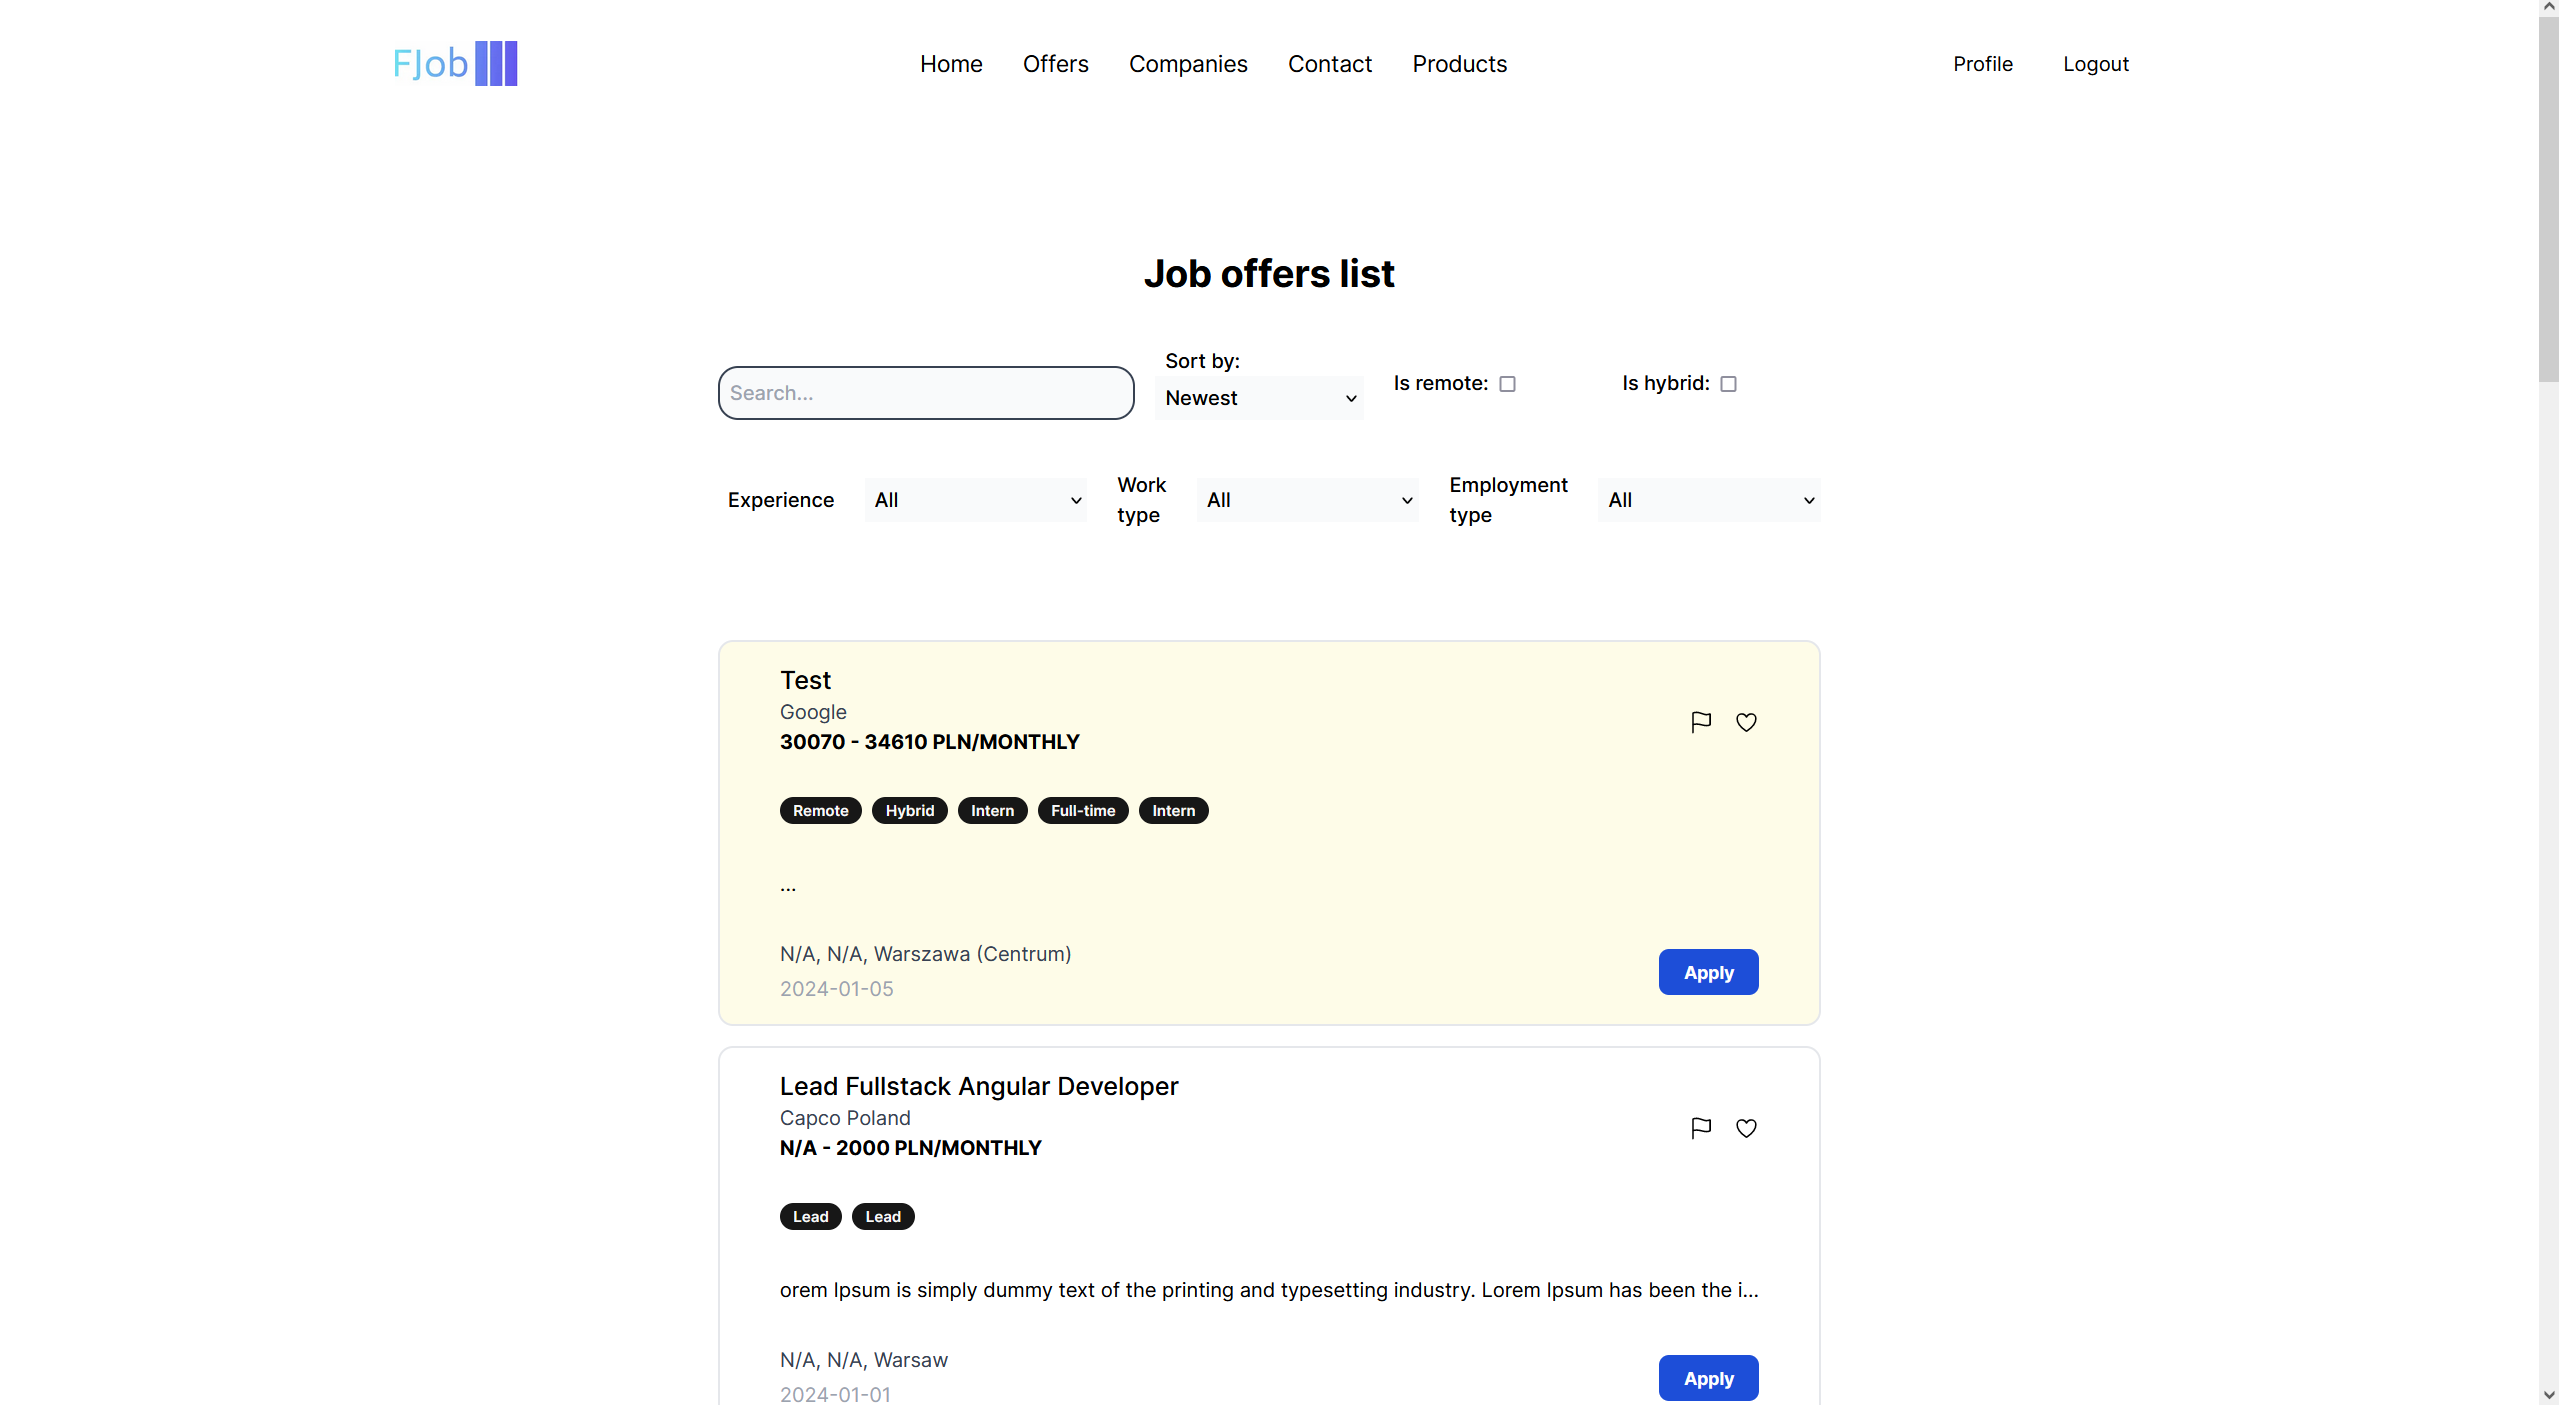 FJob
Home Offers Companies Contact Products
Profile Logout
Job offers list
Search...
Sort by:
Newest
Is remote:
Is hybrid:
Experience
All
Work
type
All
Employment
type
All
Test
Google
30070 - 34610 PLN/MONTHLY
Remote Hybrid Intern Full-time Intern
...
N/A, N/A, Warszawa (Centrum)
2024-01-05
Apply
Lead Fullstack Angular Developer
Capco Poland
N/A - 2000 PLN/MONTHLY
Lead Lead
orem Ipsum is simply dummy text of the printing and typesetting industry. Lorem Ipsum has been the i...
N/A, N/A, Warsaw
2024-01-01
Apply